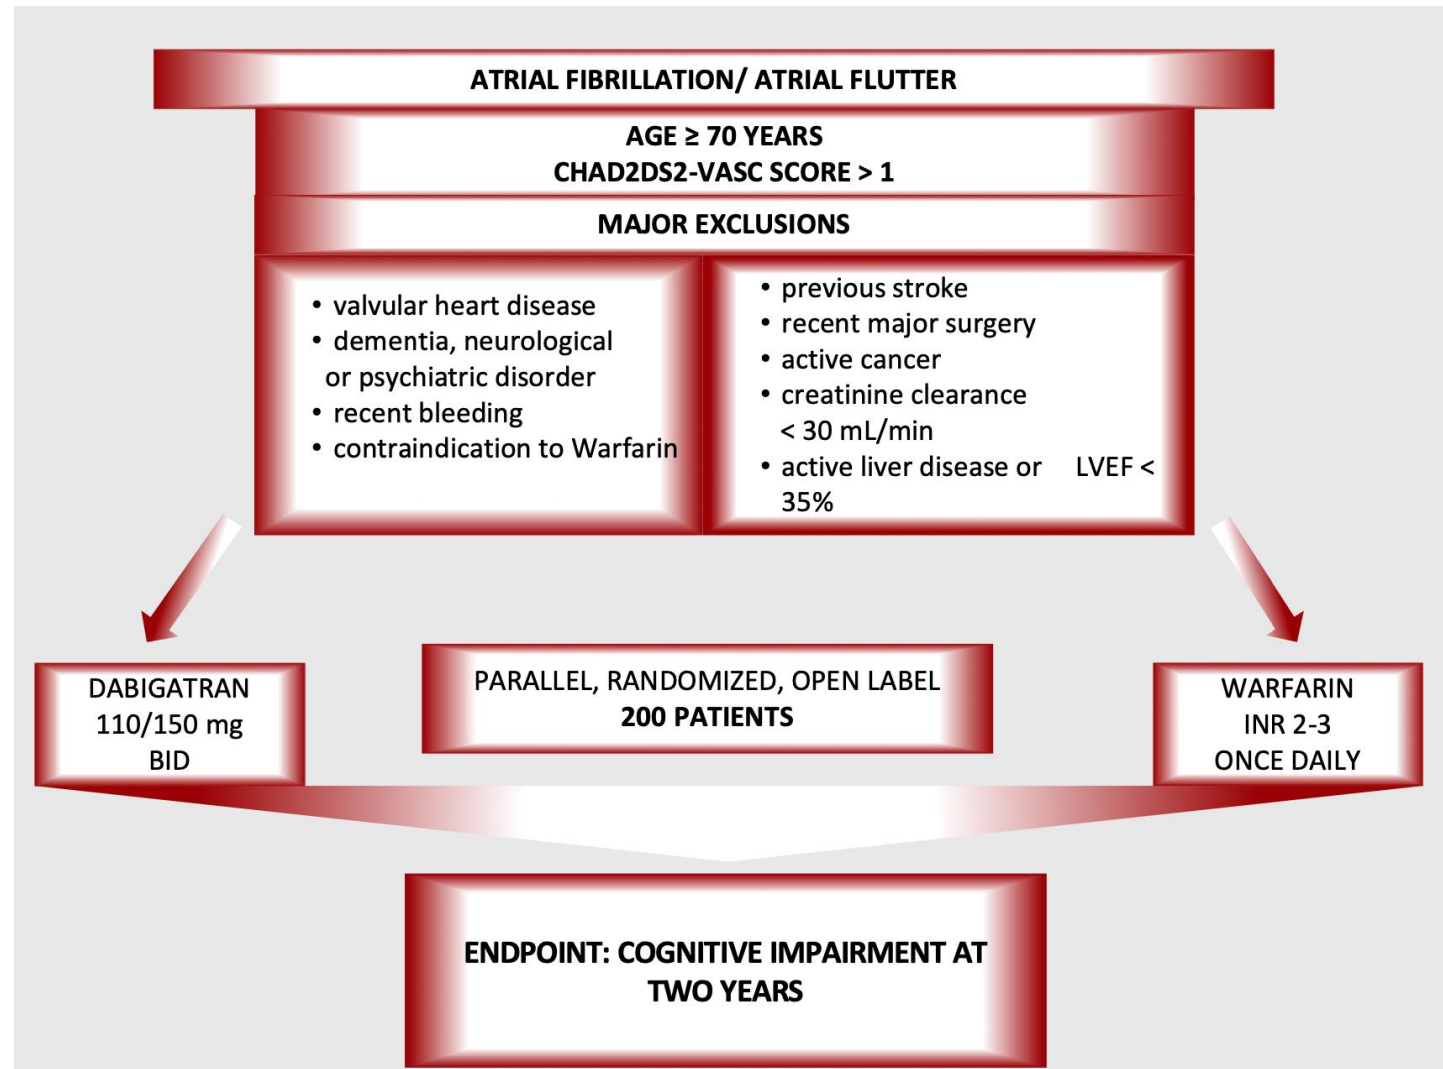 ATRIAL FIBRILLATION/ ATRIAL FLUTTER
AGE ≥ 70 YEARS
CHAD2DS2-VASC SCORE > 1
MAJOR EXCLUSIONS
• valvular heart disease
• dementia, neurological
or psychiatric disorder
• recent bleeding
• contraindication to Warfarin
• previous stroke
• recent major surgery
• active cancer
• creatinine clearance
< 30 mL/min
• active liver disease or LVEF <
35%
DABIGATRAN
110/150 mg
BID
PARALLEL, RANDOMIZED, OPEN LABEL
200 PATIENTS
WARFARIN
INR 2-3
ONCE DAILY
ENDPOINT: COGNITIVE IMPAIRMENT AT
TWO YEARS